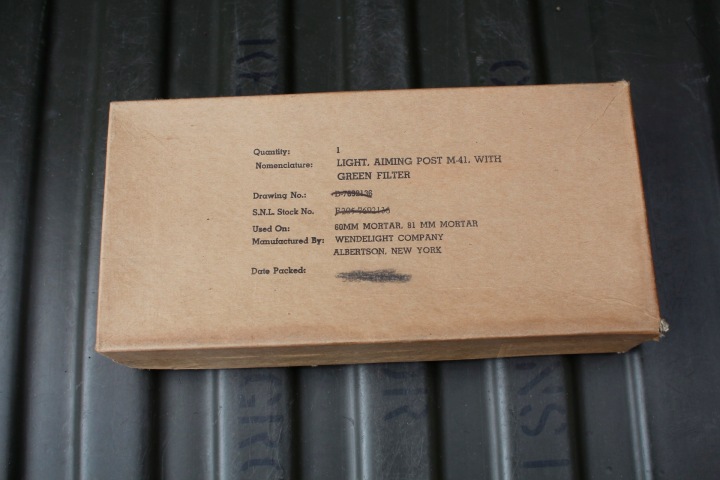 Quantity: 1
Nomenclature: LIGHT, AIMING POST M-41, WITH
GREEN FILTER
Drawing No.: D-7692136
S.N.L. Stock No.
Used On: 60MM MORTAR, 81 MM MORTAR
Manufactured By: WENDELIGHT COMPANY
ALBERTSON, NEW YORK
Date Packed: